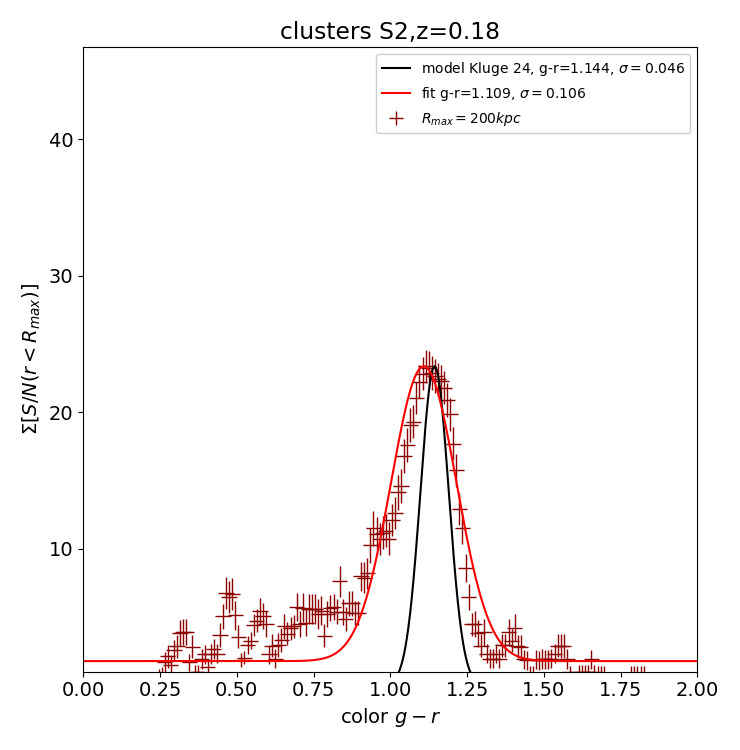 clusters S2,z=0.18
model Kluge 24, g-r=1.144, σ = 0.046
fit g-r=1.109, σ = 0.106
R_max = 200kpc
40
30
20
10
Σ[S/N(r < R_max)]
0.00 0.25 0.50 0.75 1.00 1.25 1.50 1.75 2.00
color g − r